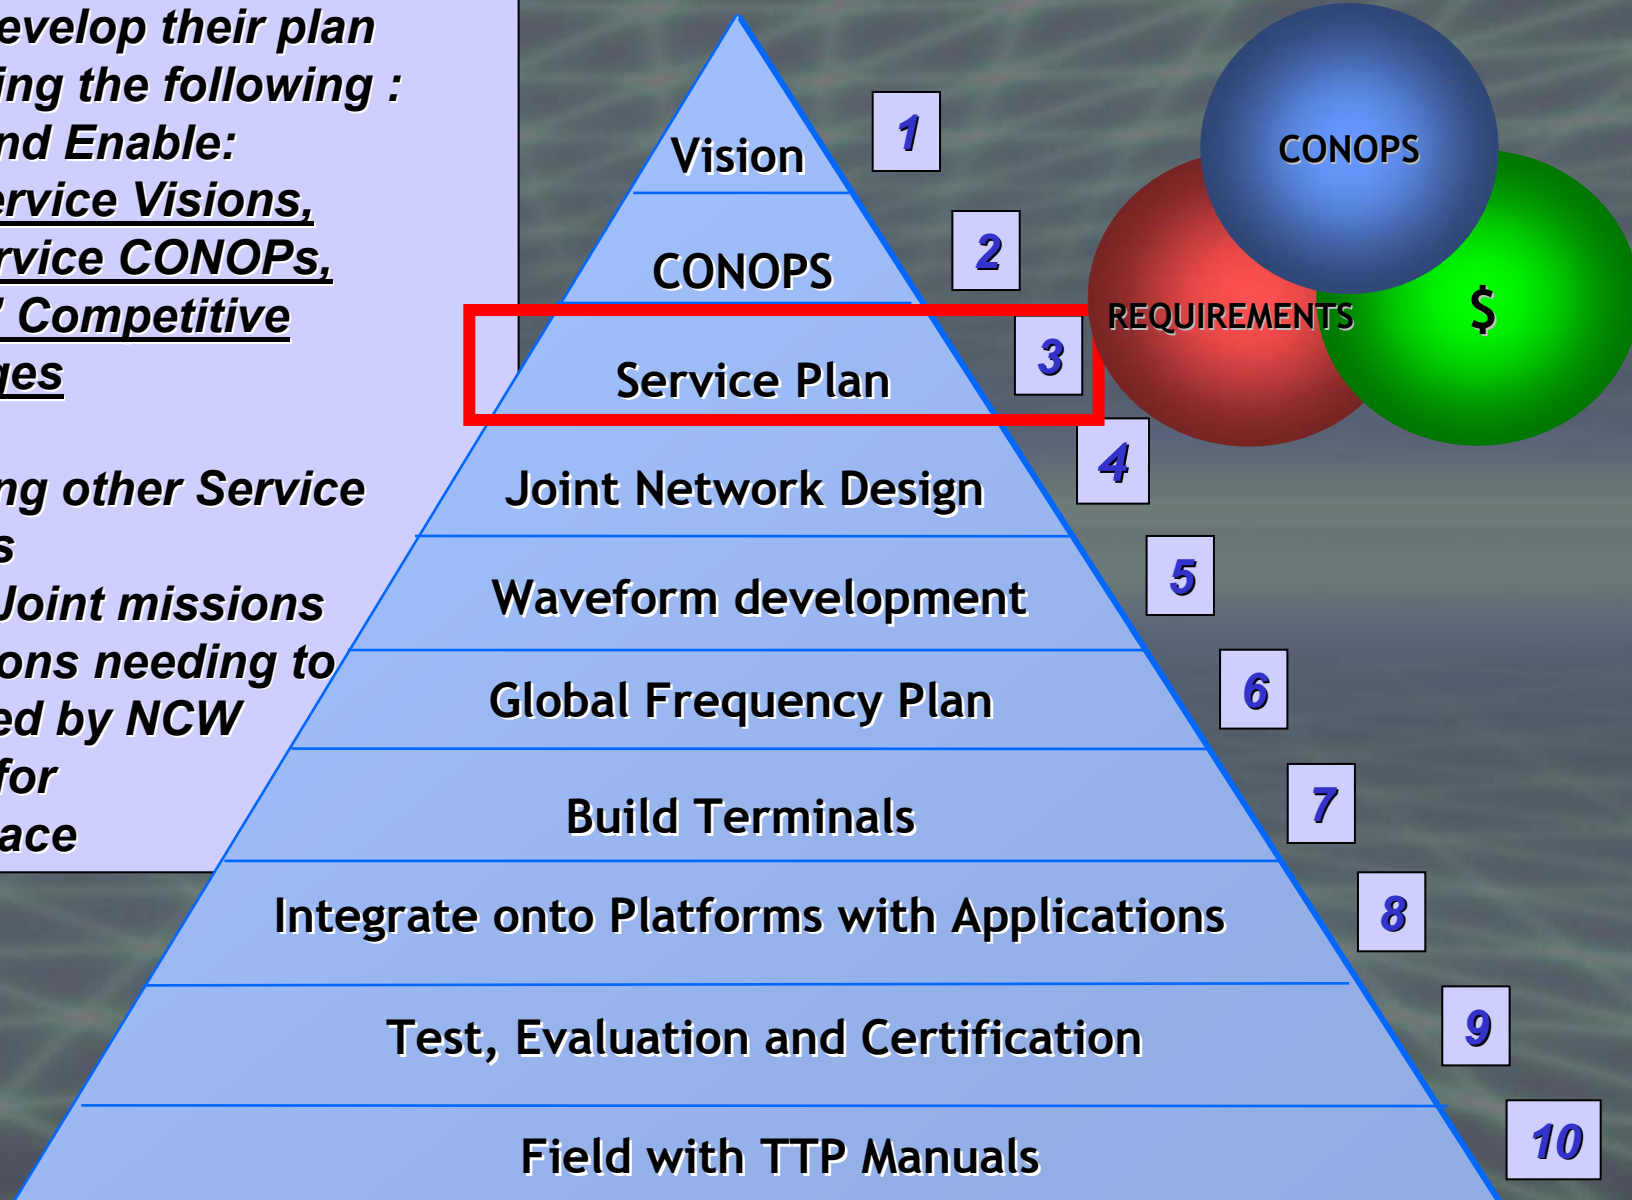 evelop their plan
ing the following :
nd Enable:
ervice Visions,
rvice CONOPs,
' Competitive
ges
ng other Service
s
Joint missions
ons needing to
ed by NCW
for
ace
Vision
1
CONOPS
2
Service Plan
3
Joint Network Design
4
Waveform development
5
Global Frequency Plan
6
Build Terminals
7
Integrate onto Platforms with Applications
8
Test, Evaluation and Certification
9
Field with TTP Manuals
10
CONOPS
REQUIREMENTS
$